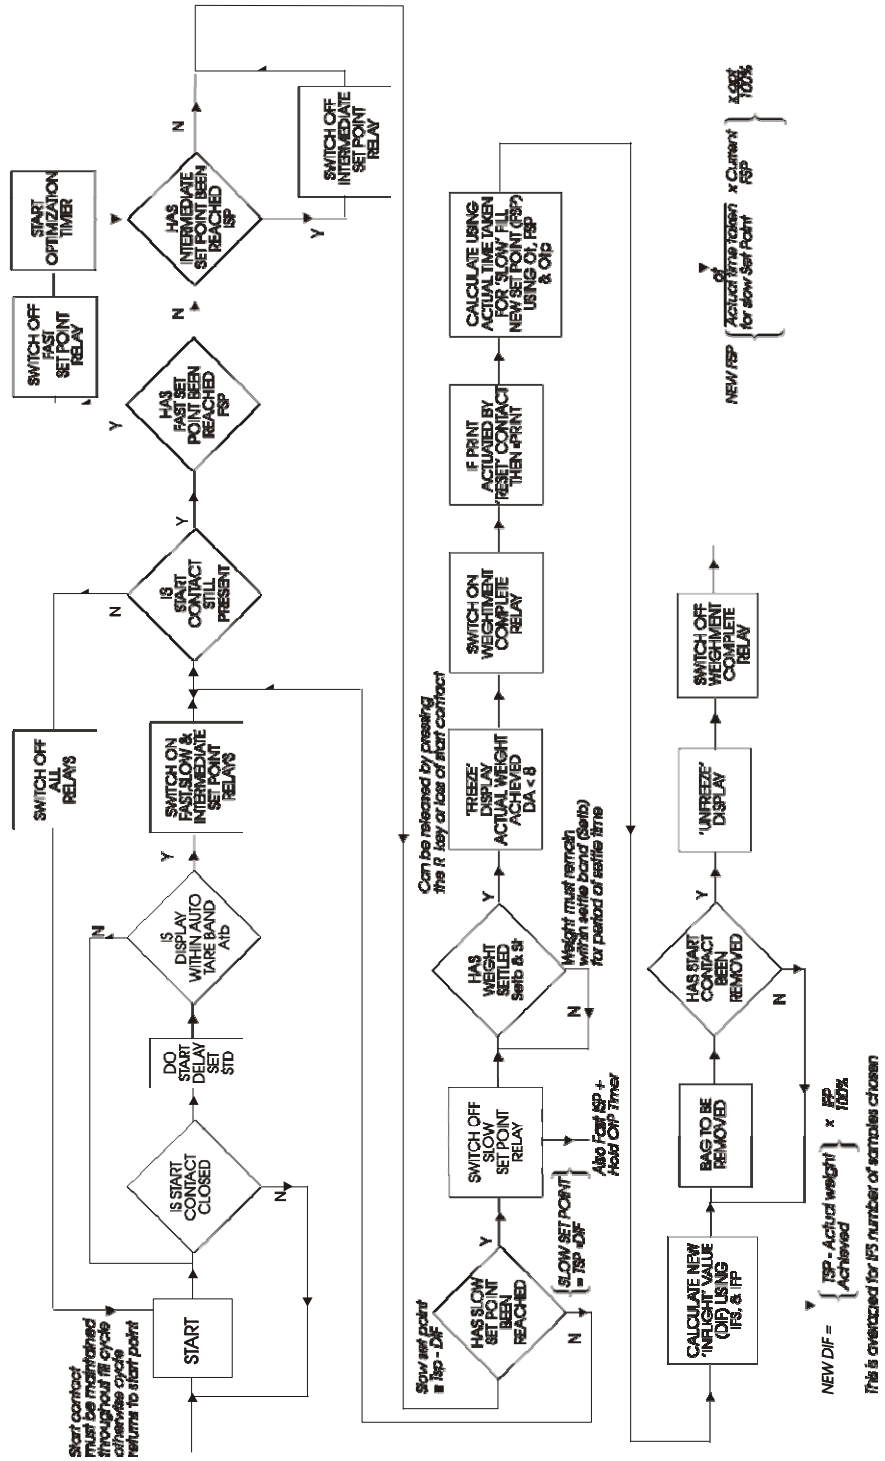 Start contact
must be maintained
throughout fill cycle
otherwise cycle
returns to start point
START
IS START
CONTACT
CLOSED
N
DO
START
DELAY
SET
STD
IS
DISPLAY
WITHIN AUTO
TARE BAND
Atb
N
Y
SWITCH ON
FAST,SLOW &
INTERMEDIATE
SET POINT
RELAYS
SWITCH OFF
ALL
RELAYS
IS
START
CONTACT
STILL
PRESENT
N
Y
HAS
FAST SET
POINT BEEN
REACHED
FSP
Y
N
SWITCH OFF
FAST
SET POINT
RELAY
START
OPTIMIZATION
TIMER
HAS
INTERMEDIATE
SET POINT BEEN
REACHED
ISP
N
Y
SWITCH OFF
INTERMEDIATE
SET POINT
RELAY
Slow set point
= Tsp - DIF
HAS SLOW
SET POINT
BEEN
REACHED
Y
N
SLOW SET POINT
= TSP -DIF
SWITCH OFF
SLOW
SET POINT
RELAY
Also Fast ISP +
Hold Off Timer
HAS
WEIGHT
SETTLED
Setb & St
Y
N
Weight must remain
within settle band (Setb)
for period of settle time
Can be released by pressing
the R key or loss of start contact
'FREEZE'
DISPLAY
ACTUAL WEIGHT
ACHIEVED
DA < 8
SWITCH ON
WEIGHTMENT
COMPLETE
RELAY
IF PRINT
ACTUATED BY
'RESET' CONTACT
THEN -PRINT
CALCULATE USING
ACTUAL TIME TAKEN
FOR 'SLOW' FILL
NEW SET POINT (FSP)
USING Ot, FSP
& Otp
CALCULATE NEW
'INFLIGHT' VALUE
(DIF) USING
IFS, & IFP
BAG TO BE
REMOVED
HAS START
CONTACT
BEEN
REMOVED
Y
N
'UNFREEZE'
DISPLAY
SWITCH OFF
WEIGHMENT
COMPLETE
RELAY
NEW DIF =
TSP - Actual weight
Achieved
x IFP
100%
This is averaged for IFS number of samples chosen
NEW FSP
Actual time taken
for slow Set Point
ot
x Current
FSP
x opt
100%